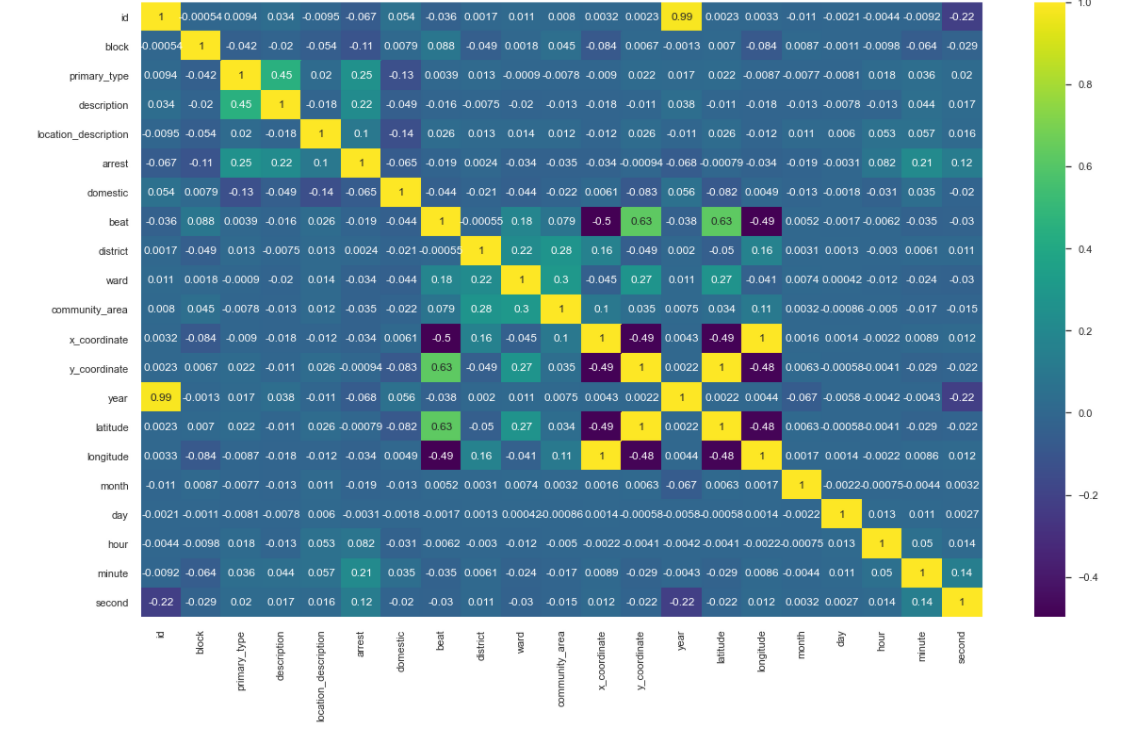 id 1 -0.00054 0.0094 0.034 -0.0095 -0.067 0.054 -0.036 0.0017 0.011 0.008 0.0032 0.0023 0.99 0.0023 0.0033 -0.011 -0.0021 -0.0044 -0.0092 -0.22 1.0
block -0.00054 1 -0.042 -0.02 -0.054 -0.11 0.0079 0.088 -0.049 0.0018 0.045 -0.084 0.0067 -0.0013 0.007 -0.084 0.0087 -0.0011 -0.0098 -0.064 -0.029
primary_type 0.0094 -0.042 1 0.45 0.02 0.25 -0.13 0.0039 0.013 -0.0009 -0.0078 -0.009 0.022 0.017 0.022 -0.0087 -0.0077 -0.0081 0.018 0.036 0.02
0.8
description 0.034 -0.02 0.45 1 -0.018 0.22 -0.049 -0.016 -0.0075 -0.02 -0.013 -0.018 -0.011 0.038 -0.011 -0.018 -0.013 -0.0078 -0.013 0.044 0.017
location_description -0.0095 -0.054 0.02 -0.018 1 0.1 -0.14 0.026 0.013 0.014 0.012 -0.012 0.026 -0.011 0.026 -0.012 0.011 0.006 0.053 0.057 0.016
arrest -0.067 -0.11 0.25 0.22 0.1 1 -0.065 -0.019 0.0024 -0.034 -0.035 -0.034 -0.00094 -0.068 -0.00079 -0.034 -0.019 -0.0031 0.082 0.21 0.12
0.6
domestic 0.054 0.0079 -0.13 -0.049 -0.14 -0.065 1 -0.044 -0.021 -0.044 -0.022 0.0061 -0.083 0.056 -0.082 0.0049 -0.013 -0.0018 -0.031 0.035 -0.02
beat -0.036 0.088 0.0039 -0.016 0.026 -0.019 -0.044 1 -0.00055 0.18 0.079 -0.5 0.63 -0.038 0.63 -0.49 0.0052 -0.0017 -0.0062 -0.035 -0.03
district 0.0017 -0.049 0.013 -0.0075 0.013 0.0024 -0.021 -0.00055 1 0.22 0.28 0.16 -0.049 0.002 -0.05 0.16 0.0031 0.0013 -0.003 0.0061 0.011
0.4
ward 0.011 0.0018 -0.0009 -0.02 0.014 -0.034 -0.044 0.18 0.22 1 0.3 -0.045 0.27 0.011 0.27 -0.041 0.0074 0.00042 -0.012 -0.024 -0.03
community_area 0.008 0.045 -0.0078 -0.013 0.012 -0.035 -0.022 0.079 0.28 0.3 1 0.1 0.035 0.0075 0.034 0.11 0.0032 -0.00086 -0.005 -0.017 -0.015
0.2
x_coordinate 0.0032 -0.084 -0.009 -0.018 -0.012 -0.034 0.0061 -0.5 0.16 -0.045 0.1 1 -0.49 0.0043 -0.49 1 0.0016 0.0014 -0.0022 0.0089 0.012
y_coordinate 0.0023 0.0067 0.022 -0.011 0.026 -0.00094 -0.083 0.63 -0.049 0.27 0.035 -0.49 1 0.0022 1 -0.48 0.0063 -0.00058 -0.0041 -0.029 -0.022
year 0.99 -0.0013 0.017 0.038 -0.011 -0.068 0.056 -0.038 0.002 0.011 0.0075 0.0043 0.0022 1 0.0022 0.0044 -0.067 -0.0058 -0.0042 -0.0043 -0.22
0.0
latitude 0.0023 0.007 0.022 -0.011 0.026 -0.00079 -0.082 0.63 -0.05 0.27 0.034 -0.49 1 0.0022 1 -0.48 0.0063 -0.00058 -0.0041 -0.029 -0.022
longitude 0.0033 -0.084 -0.0087 -0.018 -0.012 -0.034 0.0049 -0.49 0.16 -0.041 0.11 1 -0.48 0.0044 -0.48 1 0.0017 0.0014 -0.0022 0.0086 0.012
month -0.011 0.0087 -0.0077 -0.013 0.011 -0.019 -0.013 0.0052 0.0031 0.0074 0.0032 0.0016 0.0063 -0.067 0.0063 0.0017 1 -0.0022 -0.00075 -0.0044 0.0032
-0.2
day -0.0021 -0.0011 -0.0081 -0.0078 0.006 -0.0031 -0.0018 -0.0017 0.0013 0.00042 -0.00086 0.0014 -0.00058 -0.0058 -0.00058 0.0014 -0.0022 1 0.013 0.011 0.0027
hour -0.0044 -0.0098 0.018 -0.013 0.053 0.082 -0.031 -0.0062 -0.003 -0.012 -0.005 -0.0022 -0.0041 -0.0042 -0.0041 -0.0022 -0.00075 0.013 1 0.05 0.014
minute -0.0092 -0.064 0.036 0.044 0.057 0.21 0.035 -0.035 0.0061 -0.024 -0.017 0.0089 -0.029 -0.0043 -0.029 0.0086 -0.0044 0.011 0.05 1 0.14
-0.4
second -0.22 -0.029 0.02 0.017 0.016 0.12 -0.02 -0.03 0.011 -0.03 -0.015 0.012 -0.022 -0.22 -0.022 0.012 0.0032 0.0027 0.014 0.14 1
id block primary_type description location_description arrest domestic beat district ward community_area x_coordinate y_coordinate year latitude longitude month day hour minute second